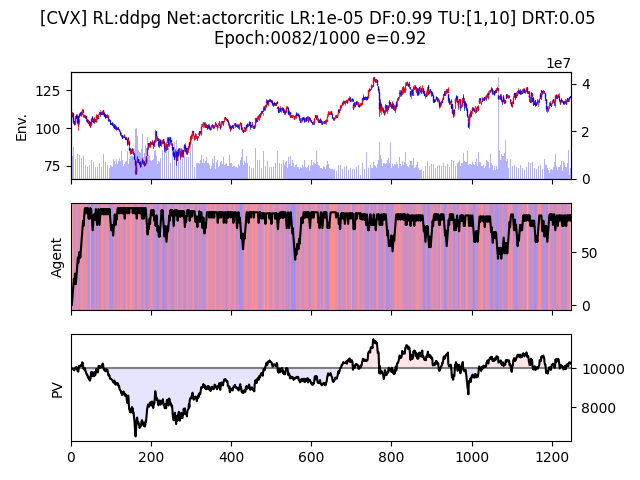 [CVX] RL:ddpg Net:actorcritic LR:1e-05 DF:0.99 TU:[1,10] DRT:0.05
Epoch:0082/1000 e=0.92
1e7
125
100
75
Env.
4
2
0
Agent
50
0
PV
10000
8000
0 200 400 600 800 1000 1200